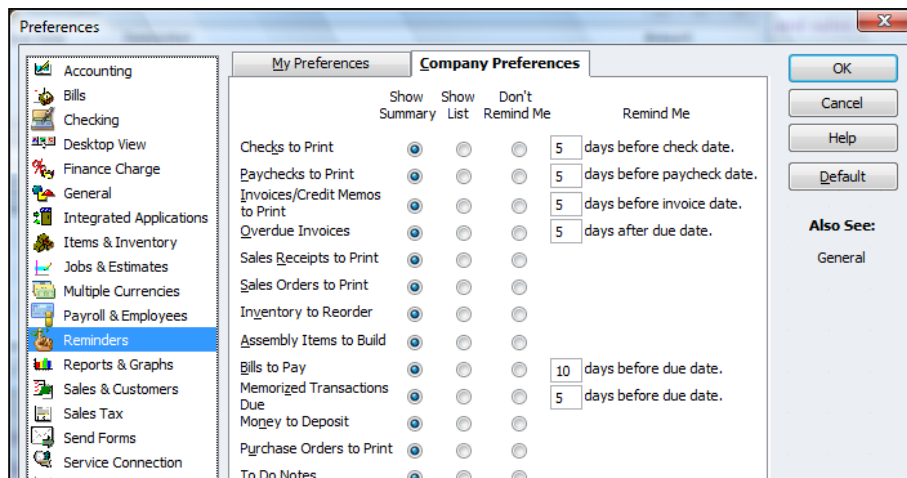 Preferences
My Preferences
Company Preferences
Accounting
Bills
Checking
Desktop View
Finance Charge
General
Integrated Applications
Items & Inventory
Jobs & Estimates
Multiple Currencies
Payroll & Employees
Reminders
Reports & Graphs
Sales & Customers
Sales Tax
Send Forms
Service Connection
Show Summary
Show List
Don't Remind Me
Remind Me
Checks to Print 5 days before check date.
Paychecks to Print 5 days before paycheck date.
Invoices/Credit Memos
to Print 5 days before invoice date.
Overdue Invoices 5 days after due date.
Sales Receipts to Print
Sales Orders to Print
Inventory to Reorder
Assembly Items to Build
Bills to Pay 10 days before due date.
Memorized Transactions
Due 5 days before due date.
Money to Deposit
Purchase Orders to Print
To Do Notes
OK
Cancel
Help
Default
Also See:
General